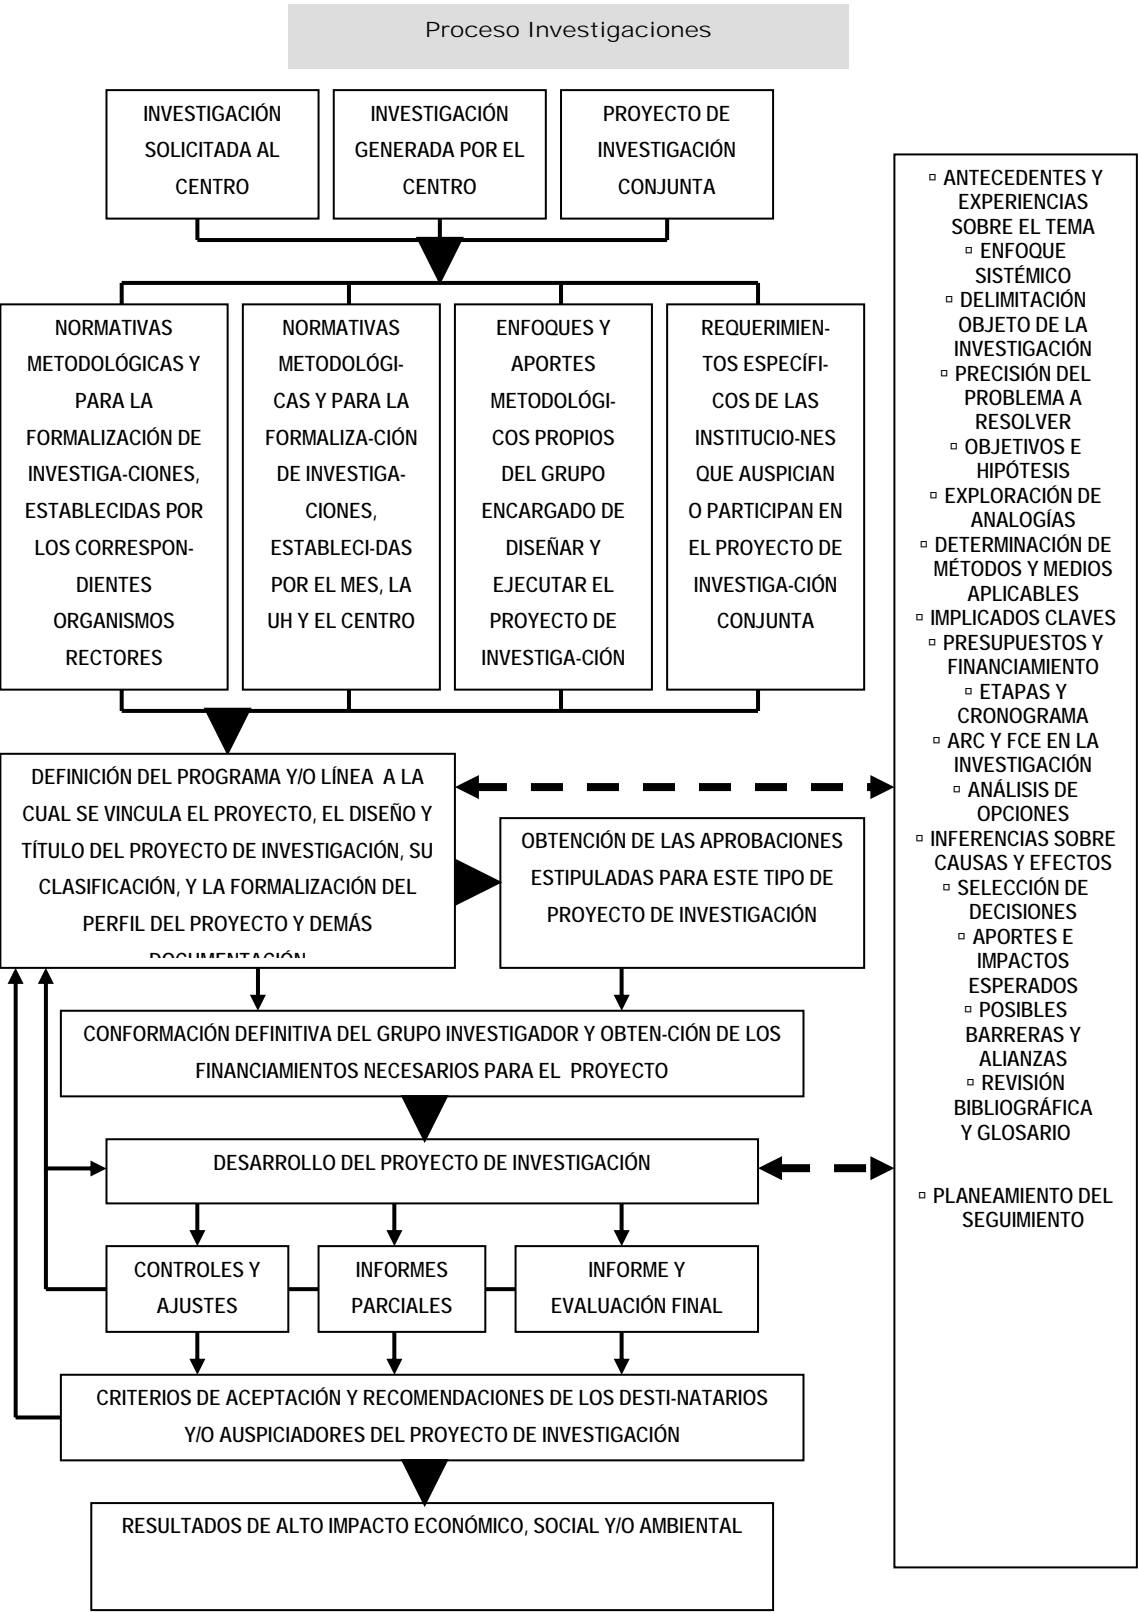 Proceso Investigaciones
INVESTIGACIÓN
SOLICITADA AL
CENTRO
INVESTIGACIÓN
GENERADA POR EL
CENTRO
PROYECTO DE
INVESTIGACIÓN
CONJUNTA
NORMATIVAS
METODOLÓGICAS Y
PARA LA
FORMALIZACIÓN DE
INVESTIGA-CIONES,
ESTABLECIDAS POR
LOS CORRESPON-
DIENTES
ORGANISMOS
RECTORES
NORMATIVAS
METODOLÓGI-
CAS Y PARA LA
FORMALIZA-CIÓN
DE INVESTIGA-
CIONES,
ESTABLECI-DAS
POR EL MES, LA
UH Y EL CENTRO
ENFOQUES Y
APORTES
METODOLÓGI-
COS PROPIOS
DEL GRUPO
ENCARGADO DE
DISEÑAR Y
EJECUTAR EL
PROYECTO DE
INVESTIGA-CIÓN
REQUERIMIEN-
TOS ESPECÍFI-
COS DE LAS
INSTITUCIO-NES
QUE AUSPICIAN
O PARTICIPAN EN
EL PROYECTO DE
INVESTIGA-CIÓN
CONJUNTA
DEFINICIÓN DEL PROGRAMA Y/O LÍNEA A LA
CUAL SE VINCULA EL PROYECTO, EL DISEÑO Y
TÍTULO DEL PROYECTO DE INVESTIGACIÓN, SU
CLASIFICACIÓN, Y LA FORMALIZACIÓN DEL
PERFIL DEL PROYECTO Y DEMÁS
DOCUMENTACIÓN
OBTENCIÓN DE LAS APROBACIONES
ESTIPULADAS PARA ESTE TIPO DE
PROYECTO DE INVESTIGACIÓN
CONFORMACIÓN DEFINITIVA DEL GRUPO INVESTIGADOR Y OBTEN-CIÓN DE LOS
FINANCIAMIENTOS NECESARIOS PARA EL PROYECTO
DESARROLLO DEL PROYECTO DE INVESTIGACIÓN
CONTROLES Y
AJUSTES
INFORMES
PARCIALES
INFORME Y
EVALUACIÓN FINAL
CRITERIOS DE ACEPTACIÓN Y RECOMENDACIONES DE LOS DESTI-NATARIOS
Y/O AUSPICIADORES DEL PROYECTO DE INVESTIGACIÓN
RESULTADOS DE ALTO IMPACTO ECONÓMICO, SOCIAL Y/O AMBIENTAL
▫ ANTECEDENTES Y
EXPERIENCIAS
SOBRE EL TEMA
▫ ENFOQUE
SISTÉMICO
▫ DELIMITACIÓN
OBJETO DE LA
INVESTIGACIÓN
▫ PRECISIÓN DEL
PROBLEMA A
RESOLVER
▫ OBJETIVOS E
HIPÓTESIS
▫ EXPLORACIÓN DE
ANALOGÍAS
▫ DETERMINACIÓN DE
MÉTODOS Y MEDIOS
APLICABLES
▫ IMPLICADOS CLAVES
▫ PRESUPUESTOS Y
FINANCIAMIENTO
▫ ETAPAS Y
CRONOGRAMA
▫ ARC Y FCE EN LA
INVESTIGACIÓN
▫ ANÁLISIS DE
OPCIONES
▫ INFERENCIAS SOBRE
CAUSAS Y EFECTOS
▫ SELECCIÓN DE
DECISIONES
▫ APORTES E
IMPACTOS
ESPERADOS
▫ POSIBLES
BARRERAS Y
ALIANZAS
▫ REVISIÓN
BIBLIOGRÁFICA
Y GLOSARIO
▫ PLANEAMIENTO DEL
SEGUIMIENTO